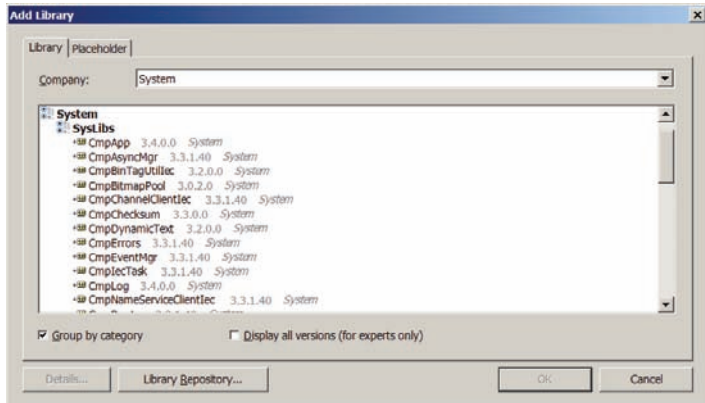 Add Library
Library Placeholder
Company: System
System
SysLibs
CmpApp 3.4.0.0 System
CmpAsyncMgr 3.3.1.40 System
CmpBinTagUtilIec 3.2.0.0 System
CmpBitmapPool 3.0.2.0 System
CmpChannelClientIec 3.3.1.40 System
CmpChecksum 3.3.0.0 System
CmpDynamicText 3.2.0.0 System
CmpErrors 3.3.1.40 System
CmpEventMgr 3.3.1.40 System
CmpIecTask 3.3.1.40 System
CmpLog 3.4.0.0 System
CmpNameServiceClientIec 3.3.1.40 System
Group by category Display all versions (for experts only)
Details... Library Repository... OK Cancel